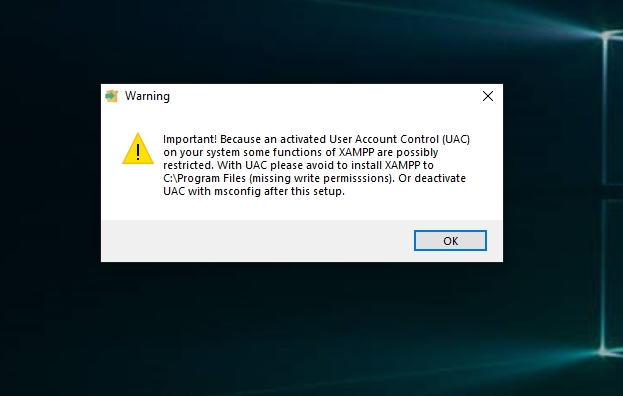 Warning
Important! Because an activated User Account Control (UAC)
on your system some functions of XAMPP are possibly
restricted. With UAC please avoid to install XAMPP to
C:\Program Files (missing write permisssions). Or deactivate
UAC with msconfig after this setup.
OK